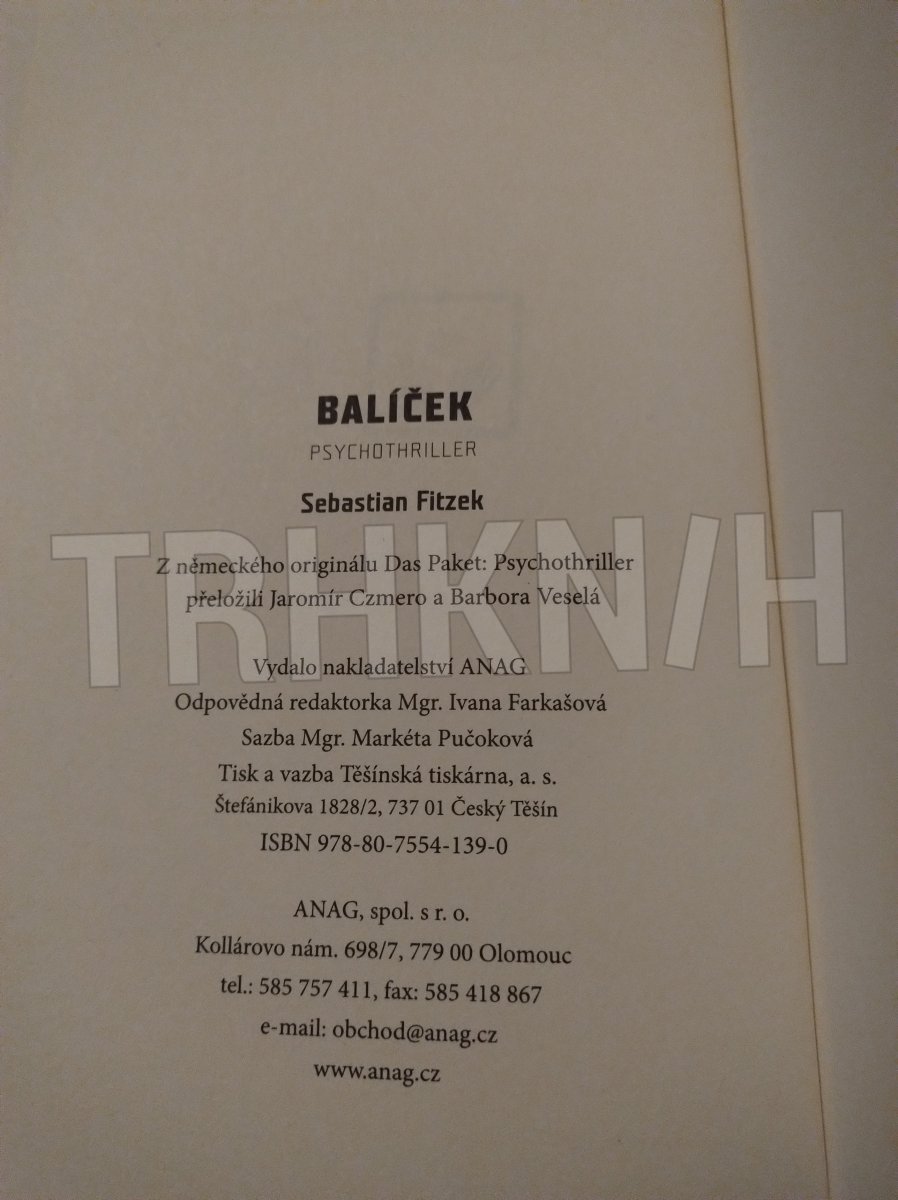 BALÍČEK
PSYCHOTHRILLER
Sebastian Fitzek
Z německého originálu Das Paket: Psychothriller
přeložili Jaromír Czmero a Barbora Veselá
TRHKN/H
Vydalo nakladatelství ANAG
Odpovědná redaktorka Mgr. Ivana Farkašová
Sazba Mgr. Markéta Pučoková
Tisk a vazba Těšínská tiskárna, a. s.
Štefánikova 1828/2, 737 01 Český Těšín
ISBN 978-80-7554-139-0
ANAG, spol. s r. o.
Kollárovo nám. 698/7, 779 00 Olomouc
tel.: 585 757 411, fax: 585 418 867
e-mail: obchod@anag.cz
www.anag.cz